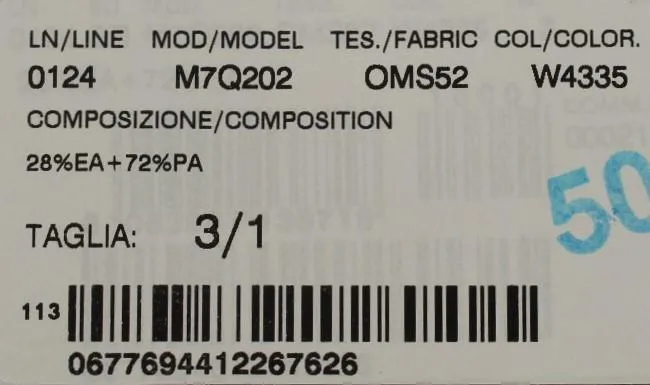 LN/LINE MOD/MODEL TES./FABRIC COL/COLOR.
0124 M7Q202 OMS52 W4335
COMPOSIZIONE/COMPOSITION
28%EA+72%PA
50
TAGLIA: 3/1
113
0677694412267626